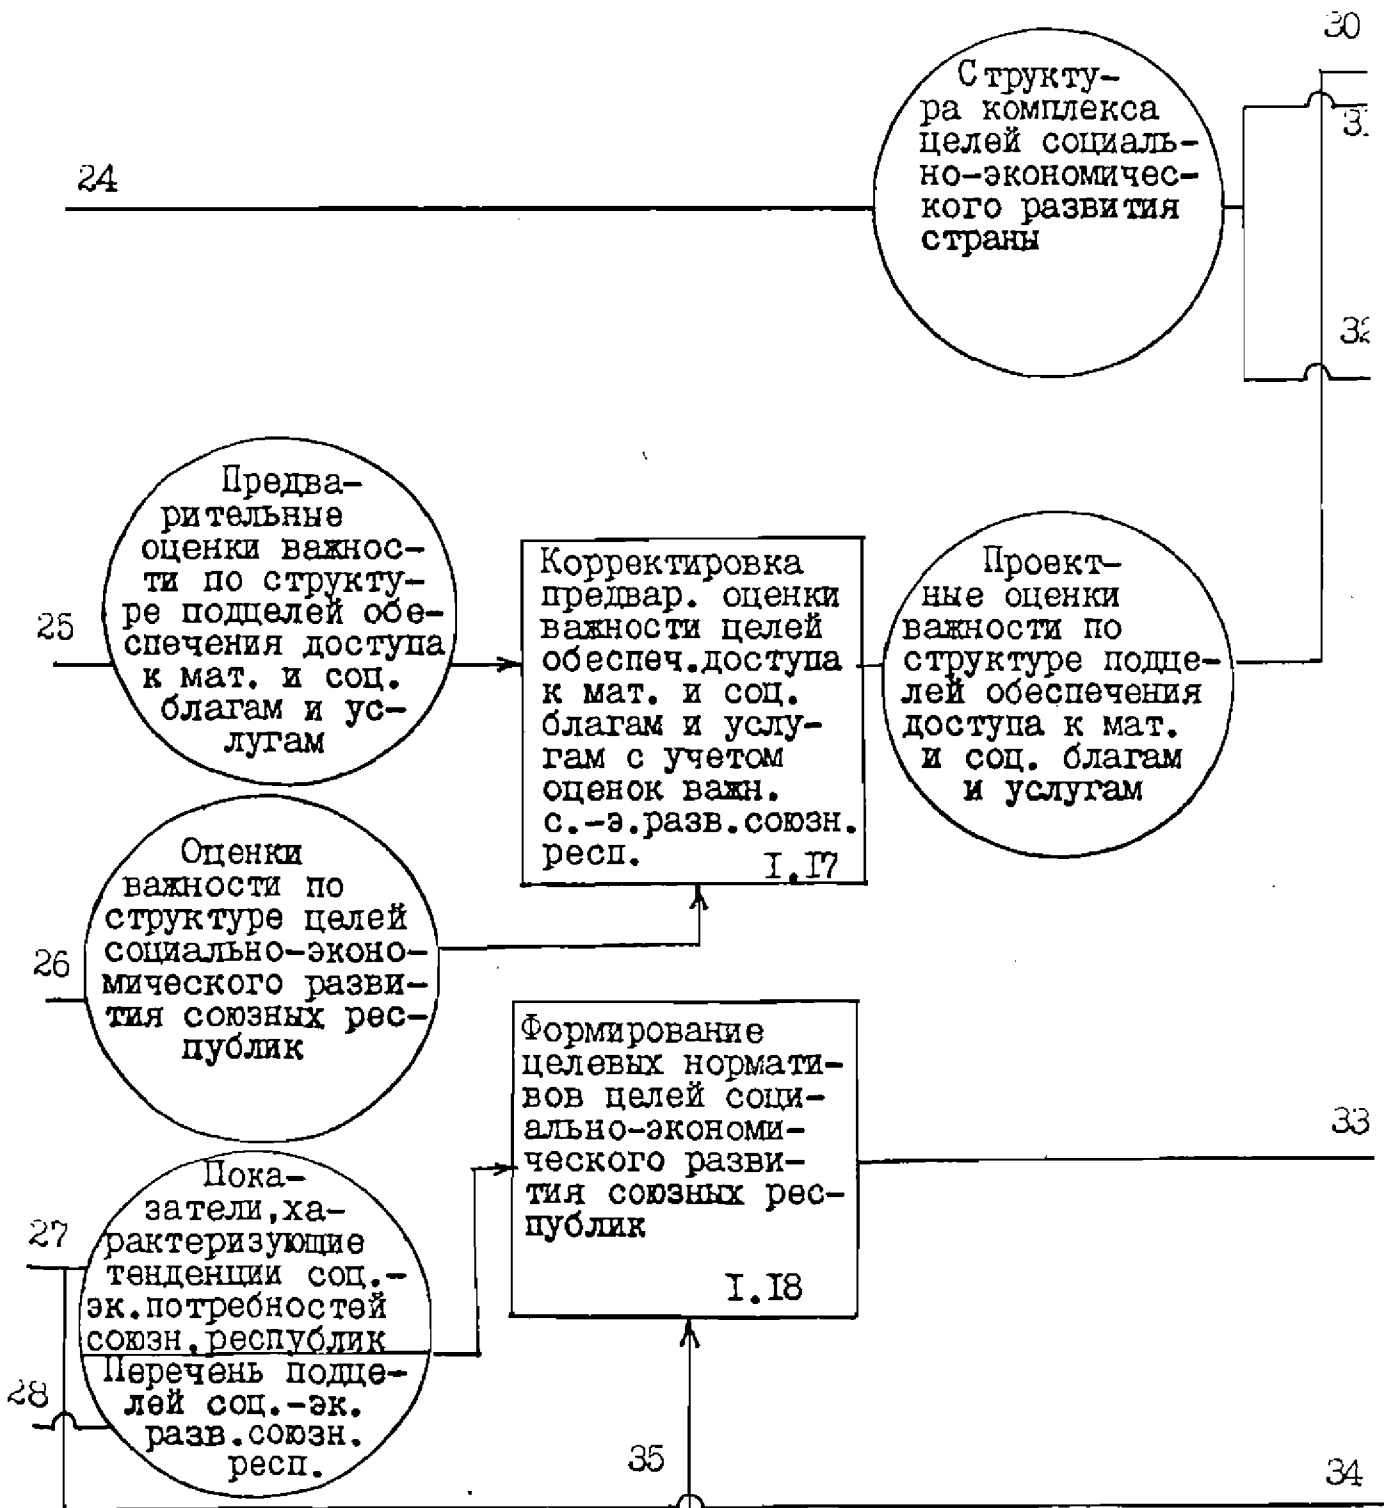 30
Структу-
ра комплекса
целей социаль-
но-экономичес-
кого развития
страны
24
Предва-
рительные
оценки важнос-
ти по структу-
ре подцелей обе-
спечения доступа
к мат. и соц.
благам и ус-
лугам
25
Корректировка
предвар. оценки
важности целей
обеспеч.доступа
к мат. и соц.
благам и услу-
гам с учетом
оценок важн.
с.-э.разв.союзн.
респ.
I.I7
Проект-
ные оценки
важности по
структуре подце-
лей обеспечения
доступа к мат.
и соц. благам
и услугам
Оценки
важности по
структуре целей
социально-эконо-
мического разви-
тия союзных рес-
публик
26
Формирование
целевых нормати-
вов целей соци-
ально-экономи-
ческого разви-
тия союзных рес-
публик
I.I8
33
Пока-
затели,ха-
рактеризующие
тенденции соц.-
эк.потребностей
союзн.республик
27
Перечень подце-
лей соц.-эк.
разв.союзн.
респ.
28
35
34